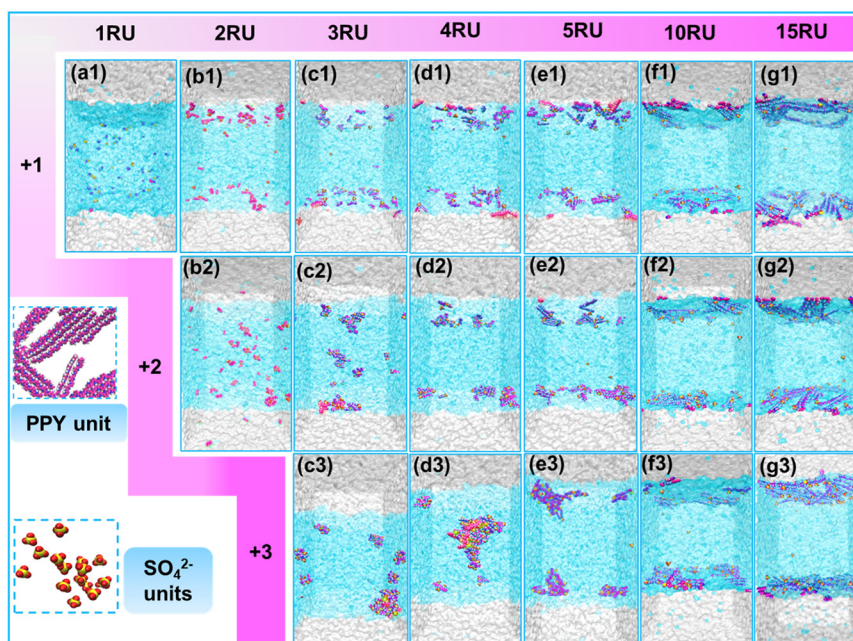 1RU 2RU 3RU 4RU 5RU 10RU 15RU
(a1) (b1) (c1) (d1) (e1) (f1) (g1)
+1
(b2) (c2) (d2) (e2) (f2) (g2)
+2
PPY unit
(c3) (d3) (e3) (f3) (g3)
+3
SO₄²⁻
units